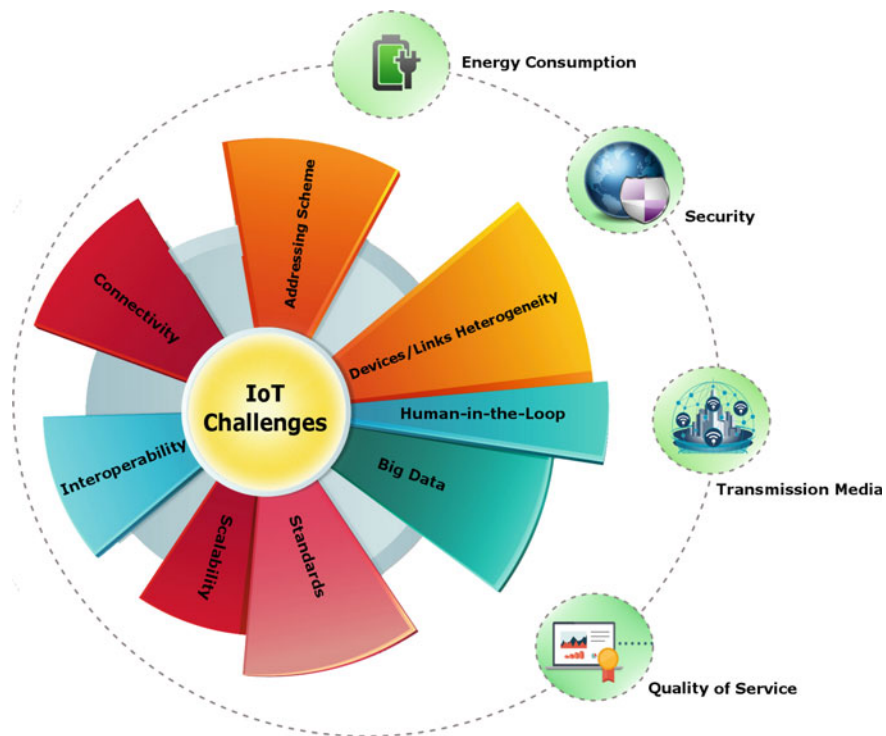 Energy Consumption
Security
Transmission Media
Quality of Service
IoT
Challenges
Addressing Scheme
Devices/Links Heterogeneity
Human-in-the-Loop
Big Data
Standards
Scalability
Interoperability
Connectivity